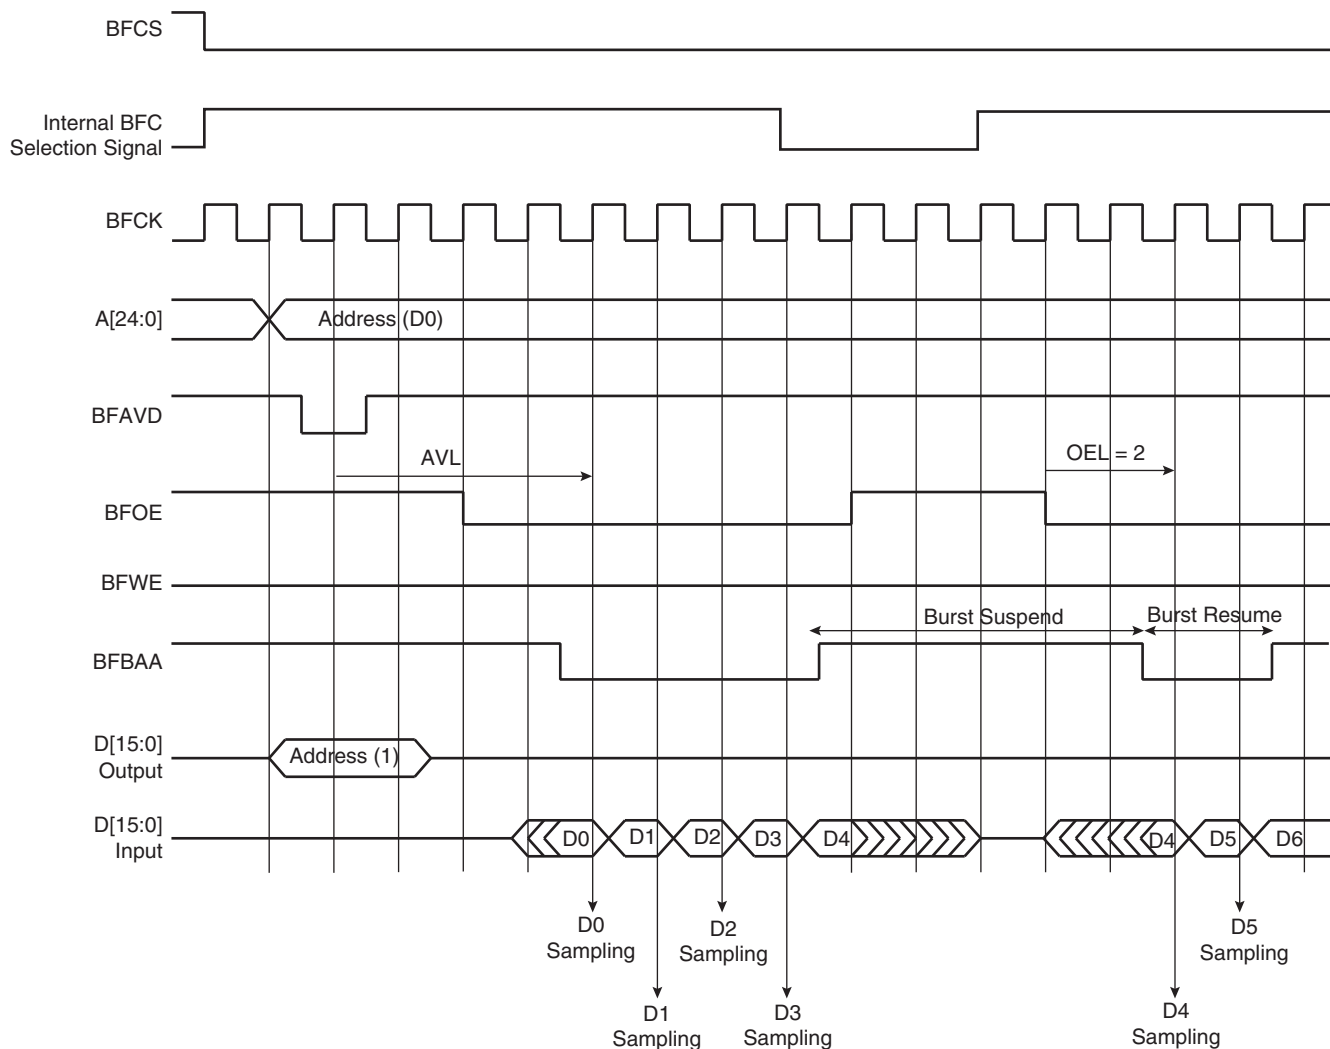 BFCS
Internal BFC
Selection Signal
BFCK
A[24:0]
Address (D0)
BFAVD
AVL
OEL = 2
BFOE
BFWE
Burst Suspend
Burst Resume
BFBAA
D[15:0]
Output
Address (1)
D[15:0]
Input
D0
D1
D2
D3
D4
D4
D5
D6
D0
Sampling
D2
Sampling
D5
Sampling
D1
Sampling
D3
Sampling
D4
Sampling